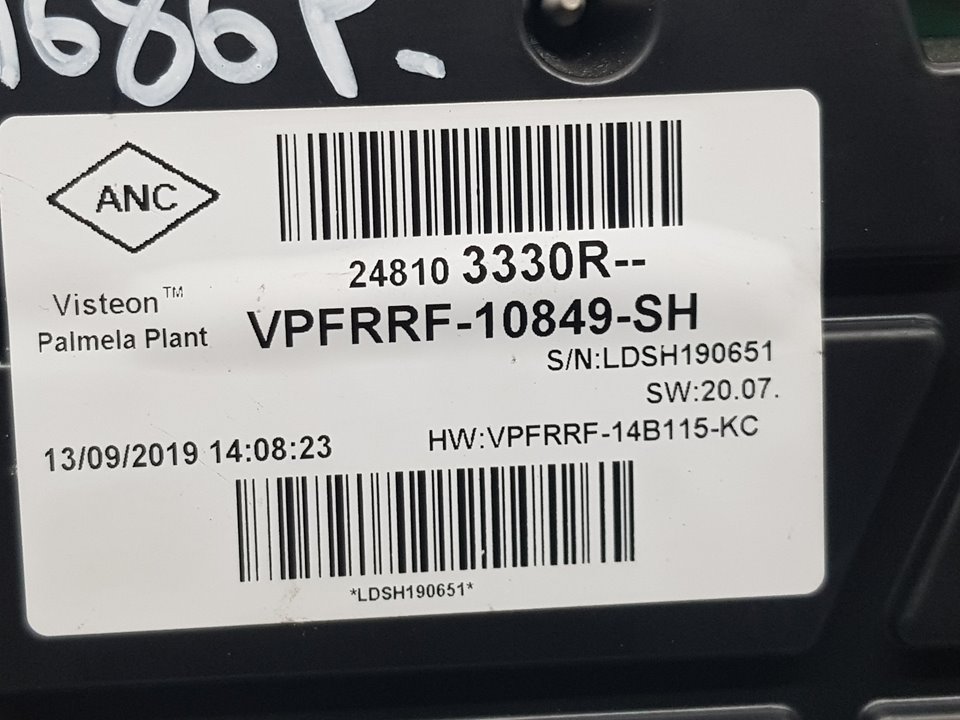 686P.
ANC
24810 3330R--
Visteon™
Palmela Plant
VPFRRF-10849-SH
S/N:LDSH190651
SW:20.07.
HW:VPFRRF-14B115-KC
13/09/2019 14:08:23
*LDSH190651*